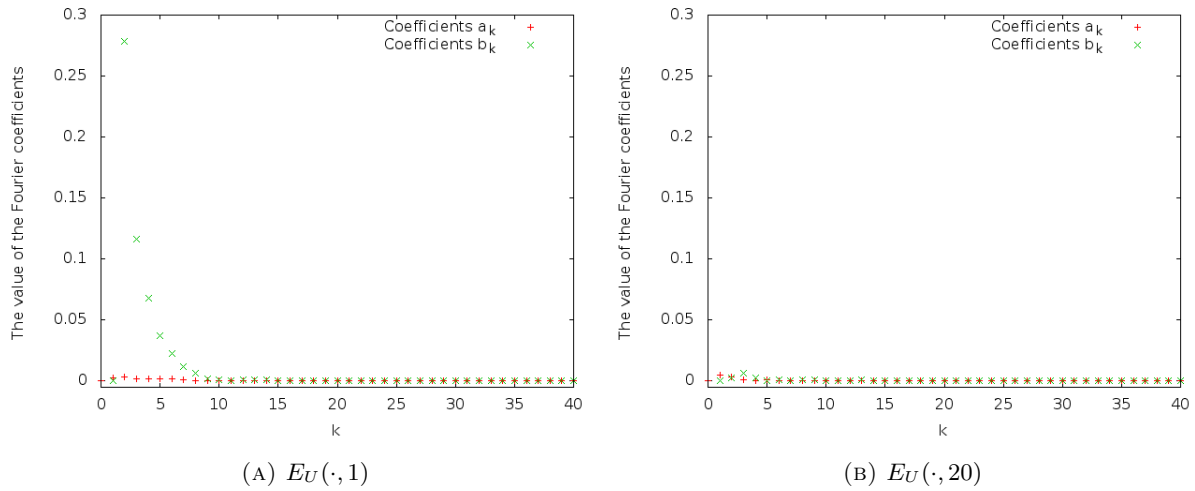 0.3
0.25
0.2
0.15
0.1
0.05
0
The value of the Fourier coefficients
Coefficients a_k
Coefficients b_k
0 5 10 15 20 25 30 35 40
k
(A) E_U(·, 1)
0.3
0.25
0.2
0.15
0.1
0.05
0
The value of the Fourier coefficients
Coefficients a_k
Coefficients b_k
0 5 10 15 20 25 30 35 40
k
(B) E_U(·, 20)